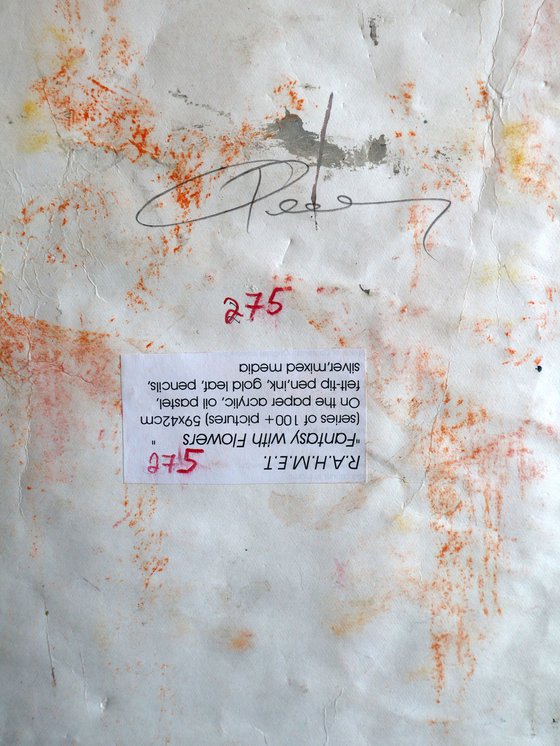 275
R.A.H.M.E.T.
"Fantasy with Flowers 275 "
(series of 100+ pictures) 59x42cm
On the paper acrylic, oil pastel,
felt-tip pen,ink, gold leaf, pencils,
silver,mixed media